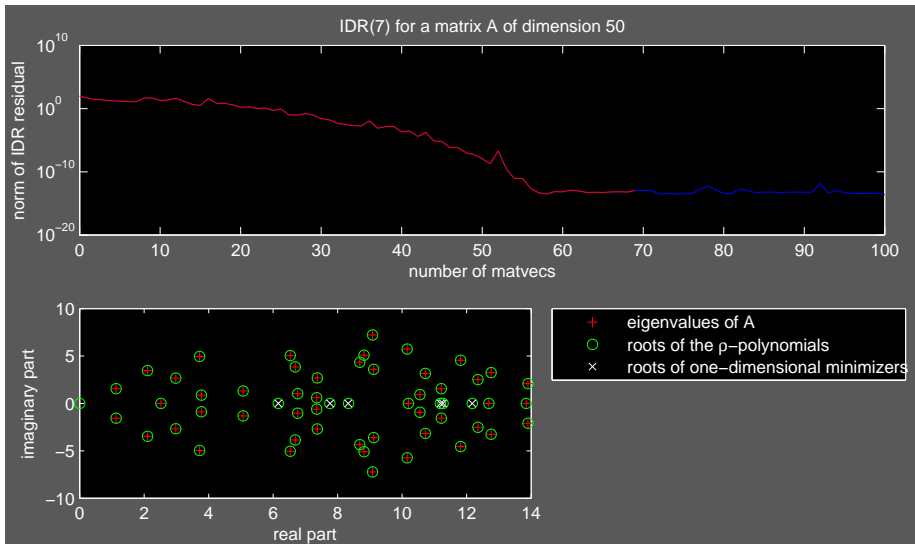 IDR(7) for a matrix A of dimension 50
norm of IDR residual
10^10
10^0
10^−10
10^−20
0 10 20 30 40 50 60 70 80 90 100
number of matvecs
imaginary part
10
5
0
−5
−10
0 2 4 6 8 10 12 14
real part
eigenvalues of A
roots of the ρ−polynomials
roots of one−dimensional minimizers